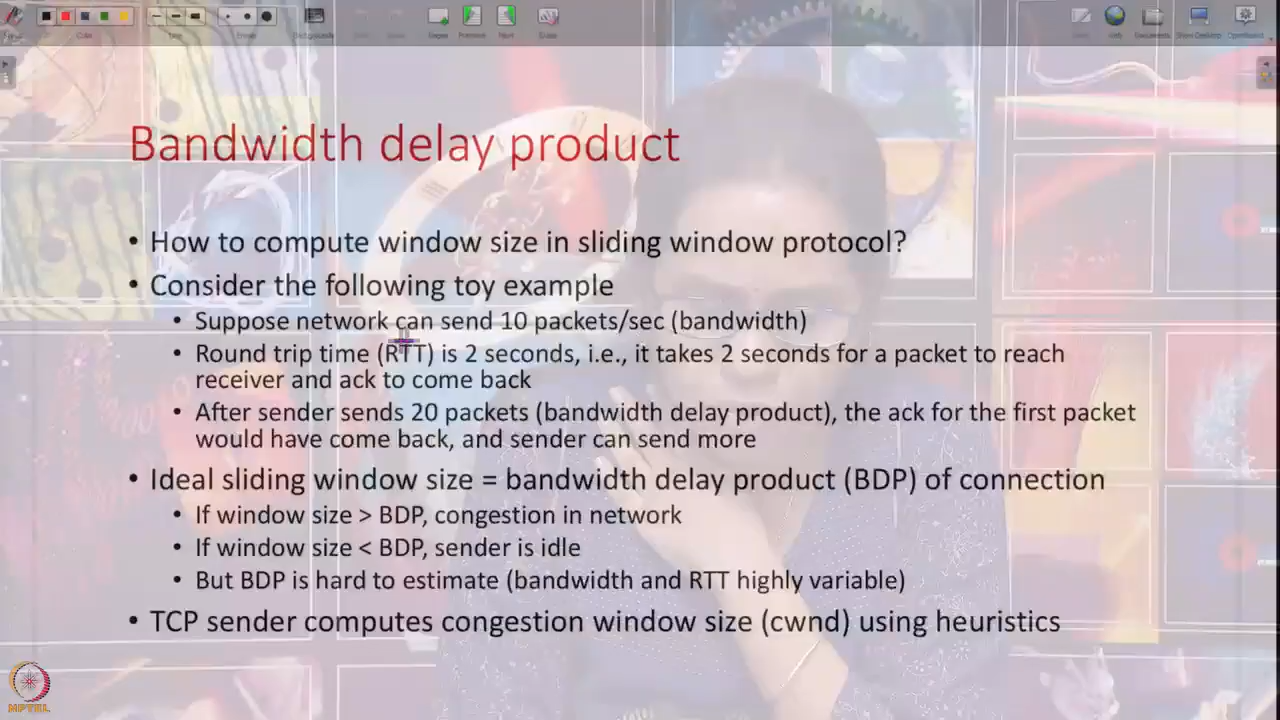 Bandwidth delay product
• How to compute window size in sliding window protocol?
• Consider the following toy example
• Suppose network can send 10 packets/sec (bandwidth)
• Round trip time (RTT) is 2 seconds, i.e., it takes 2 seconds for a packet to reach
receiver and ack to come back
• After sender sends 20 packets (bandwidth delay product), the ack for the first packet
would have come back, and sender can send more
• Ideal sliding window size = bandwidth delay product (BDP) of connection
• If window size > BDP, congestion in network
• If window size < BDP, sender is idle
• But BDP is hard to estimate (bandwidth and RTT highly variable)
• TCP sender computes congestion window size (cwnd) using heuristics
NPTEL